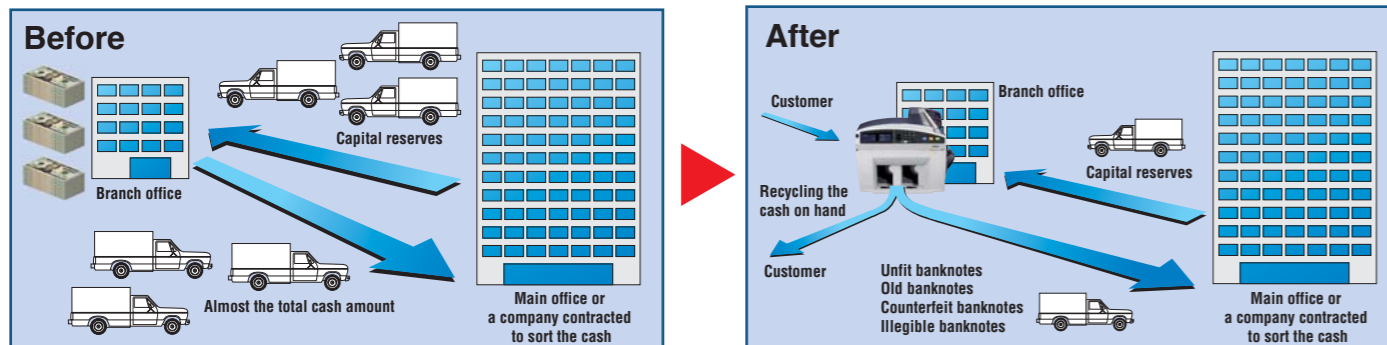 Before
Capital reserves
Branch office
Almost the total cash amount
Main office or
a company contracted
to sort the cash
After
Customer
Branch office
Capital reserves
Recycling the
cash on hand
Customer
Unfit banknotes
Old banknotes
Counterfeit banknotes
Illegible banknotes
Main office or
a company contracted
to sort the cash